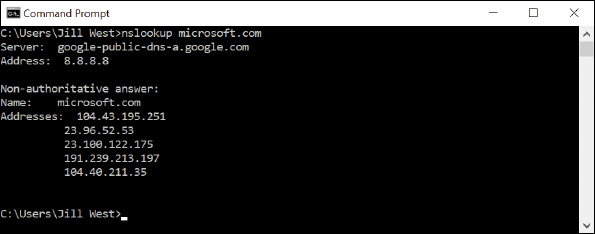 Command Prompt
C:\Users\Jill West>nslookup microsoft.com
Server:  google-public-dns-a.google.com
Address:  8.8.8.8
Non-authoritative answer:
Name:    microsoft.com
Addresses:  104.43.195.251
23.96.52.53
23.100.122.175
191.239.213.197
104.40.211.35
C:\Users\Jill West>